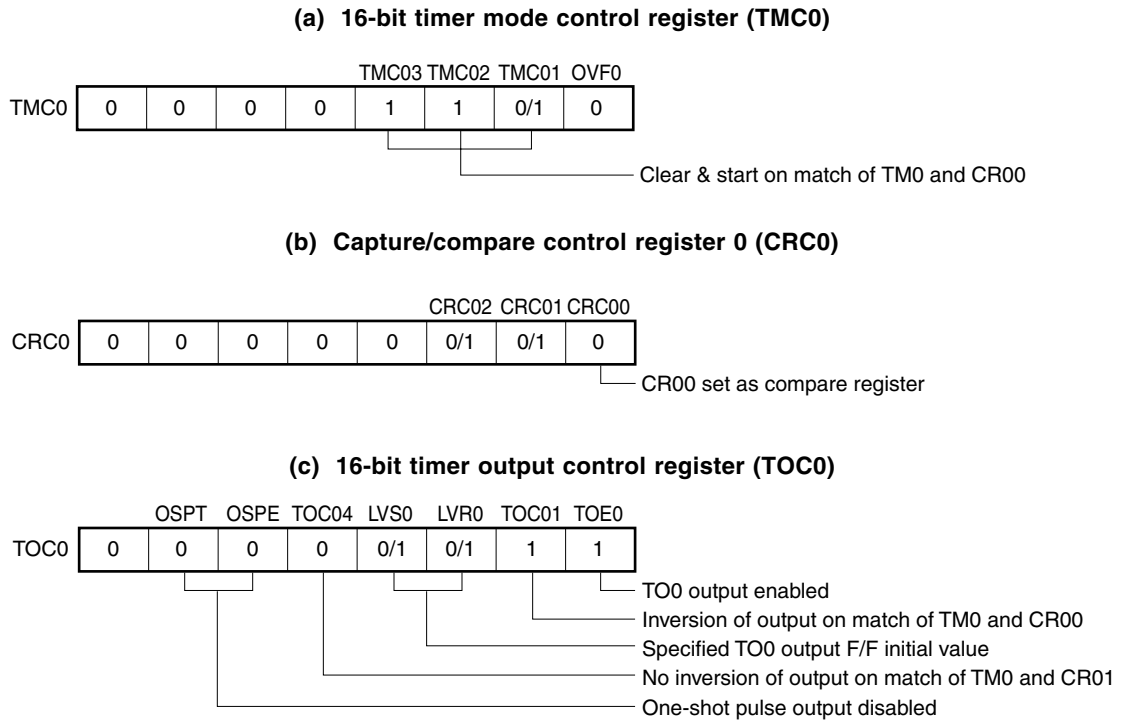 (a) 16-bit timer mode control register (TMC0)
TMC03 TMC02 TMC01 OVF0
TMC0 0 0 0 0 1 1 0/1 0
Clear & start on match of TM0 and CR00
(b) Capture/compare control register 0 (CRC0)
CRC02 CRC01 CRC00
CRC0 0 0 0 0 0 0/1 0/1 0
CR00 set as compare register
(c) 16-bit timer output control register (TOC0)
OSPT OSPE TOC04 LVS0 LVR0 TOC01 TOE0
TOC0 0 0 0 0 0/1 0/1 1 1
TO0 output enabled
Inversion of output on match of TM0 and CR00
Specified TO0 output F/F initial value
No inversion of output on match of TM0 and CR01
One-shot pulse output disabled